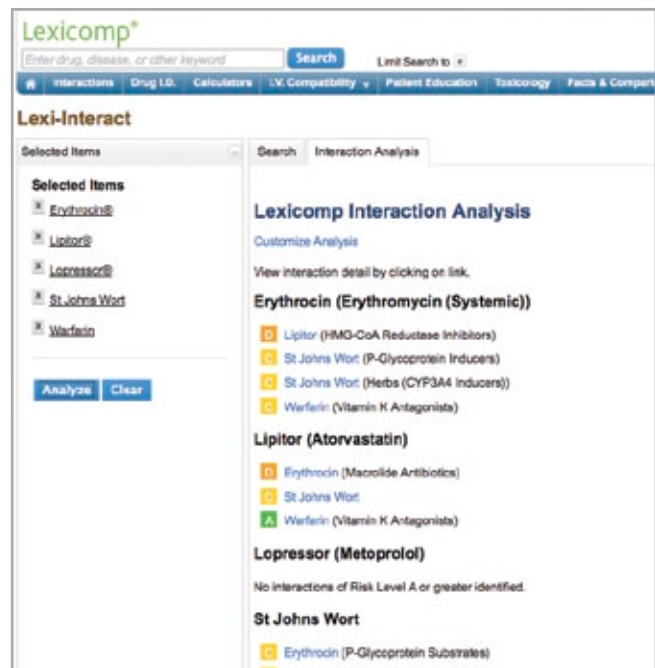 Lexicomp®
Enter drug, disease, or other keyword
Search
Limit Search to
Interactions Drug I.D. Calculators I.V. Compatibility Patient Education Toxicology Facts & Compari
Lexi-Interact
Selected Items
Search Interaction Analysis
Selected Items
x Erythrocin®
x Lipitor®
x Lopressor®
x St Johns Wort
x Warfarin
Analyze Clear
Lexicomp Interaction Analysis
Customize Analysis
View interaction detail by clicking on link.
Erythrocin (Erythromycin (Systemic))
D Lipitor (HMG-CoA Reductase Inhibitors)
C St Johns Wort (P-Glycoprotein Inducers)
C St Johns Wort (Herbs (CYP3A4 Inducers))
C Warfarin (Vitamin K Antagonists)
Lipitor (Atorvastatin)
D Erythrocin (Macrolide Antibiotics)
C St Johns Wort
A Warfarin (Vitamin K Antagonists)
Lopressor (Metoprolol)
No interactions of Risk Level A or greater identified.
St Johns Wort
C Erythrocin (P-Glycoprotein Substrates)